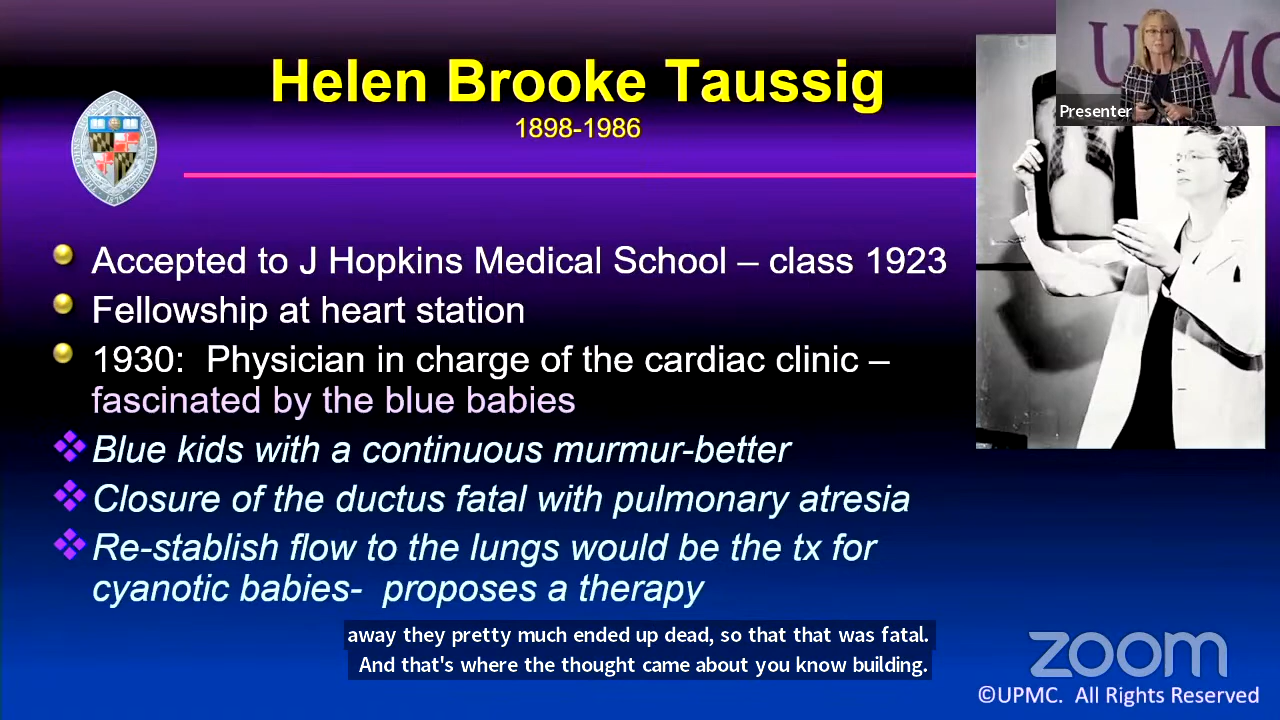 Helen Brooke Taussig
1898-1986
UPMC
Presenter
Accepted to J Hopkins Medical School – class 1923
Fellowship at heart station
1930: Physician in charge of the cardiac clinic –
fascinated by the blue babies
Blue kids with a continuous murmur-better
Closure of the ductus fatal with pulmonary atresia
Re-stablish flow to the lungs would be the tx for
cyanotic babies- proposes a therapy
away they pretty much ended up dead, so that that was fatal.
And that's where the thought came about you know building.
zoom
©UPMC. All Rights Reserved